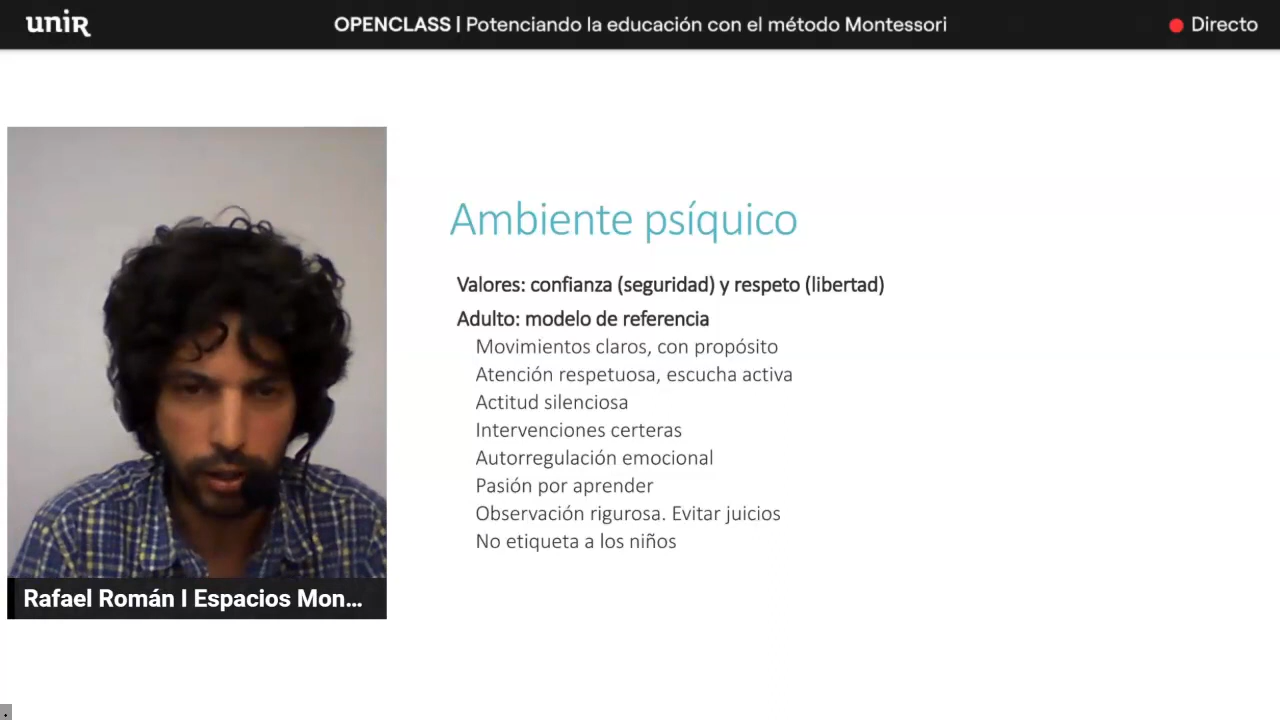 unir
OPENCLASS | Potenciando la educación con el método Montessori
Directo
Ambiente psíquico
Valores: confianza (seguridad) y respeto (libertad)
Adulto: modelo de referencia
Movimientos claros, con propósito
Atención respetuosa, escucha activa
Actitud silenciosa
Intervenciones certeras
Autorregulación emocional
Pasión por aprender
Observación rigurosa. Evitar juicios
No etiqueta a los niños
Rafael Román I Espacios Mon...